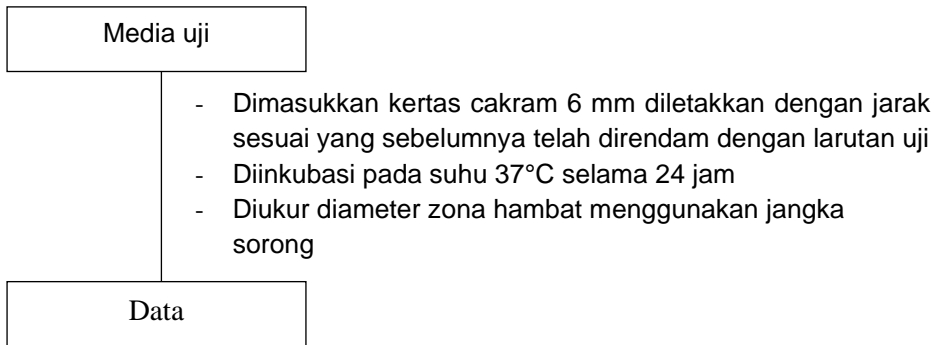 Media uji
- Dimasukkan kertas cakram 6 mm diletakkan dengan jarak
sesuai yang sebelumnya telah direndam dengan larutan uji
- Diinkubasi pada suhu 37°C selama 24 jam
- Diukur diameter zona hambat menggunakan jangka
sorong
Data